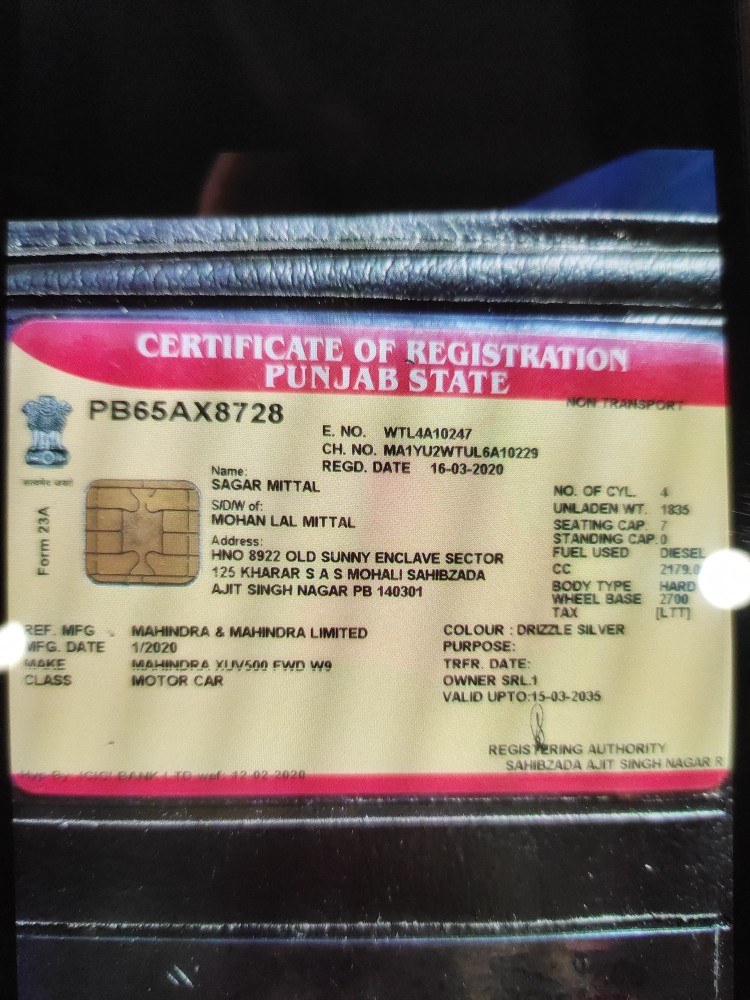 CERTIFICATE OF REGISTRATION
PUNJAB STATE
NON TRANSPORT
PB65AX8728
E. NO. WTL4A10247
CH. NO. MA1YU2WTUL6A10229
REGD. DATE 16-03-2020
सत्यमेव जयते
Form 23A
Name:
SAGAR MITTAL
S/D/W of:
MOHAN LAL MITTAL
Address:
HNO 8922 OLD SUNNY ENCLAVE SECTOR
125 KHARAR S A S MOHALI SAHIBZADA
AJIT SINGH NAGAR PB 140301
NO. OF CYL. 4
UNLADEN WT. 1835
SEATING CAP. 7
STANDING CAP. 0
FUEL USED DIESEL
CC 2179.0
BODY TYPE HARD
WHEEL BASE 2700
TAX [LTT]
REF. MFG. MAHINDRA & MAHINDRA LIMITED
MFG. DATE 1/2020
MAKE MAHINDRA XUV500 FWD W9
CLASS MOTOR CAR
COLOUR : DRIZZLE SILVER
PURPOSE:
TRFR. DATE:
OWNER SRL.1
VALID UPTO:15-03-2035
REGISTERING AUTHORITY
SAHIBZADA AJIT SINGH NAGAR R
Hyp By: ICICI BANK LTD wef: 12-02-2020